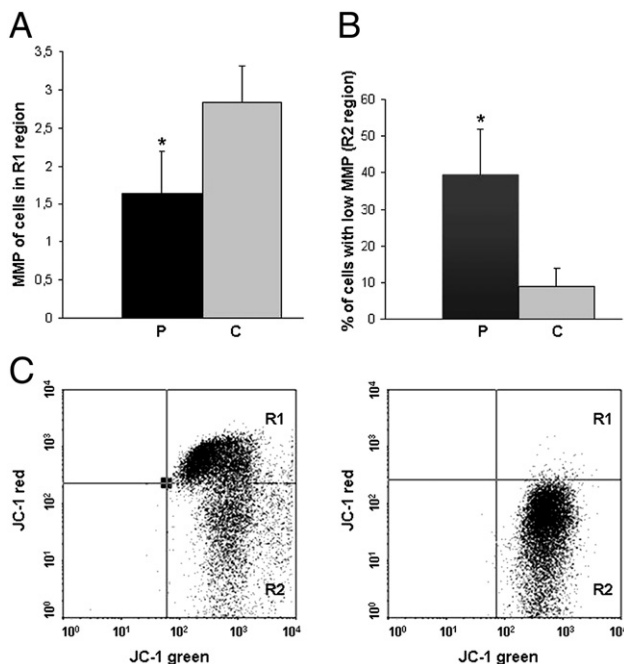 A
MMP of cells in R1 region
3,5
3
2,5
2
1,5
1
0,5
0
*
P
C
B
% of cells with low MMP (R2 region)
60
50
40
30
20
10
0
*
P
C
C
JC-1 red
10⁴
10³
10²
10¹
10⁰
R1
R2
10⁰ 10¹ 10² 10³ 10⁴
JC-1 green
JC-1 red
10⁴
10³
10²
10¹
10⁰
R1
R2
10⁰ 10¹ 10² 10³ 10⁴
JC-1 green